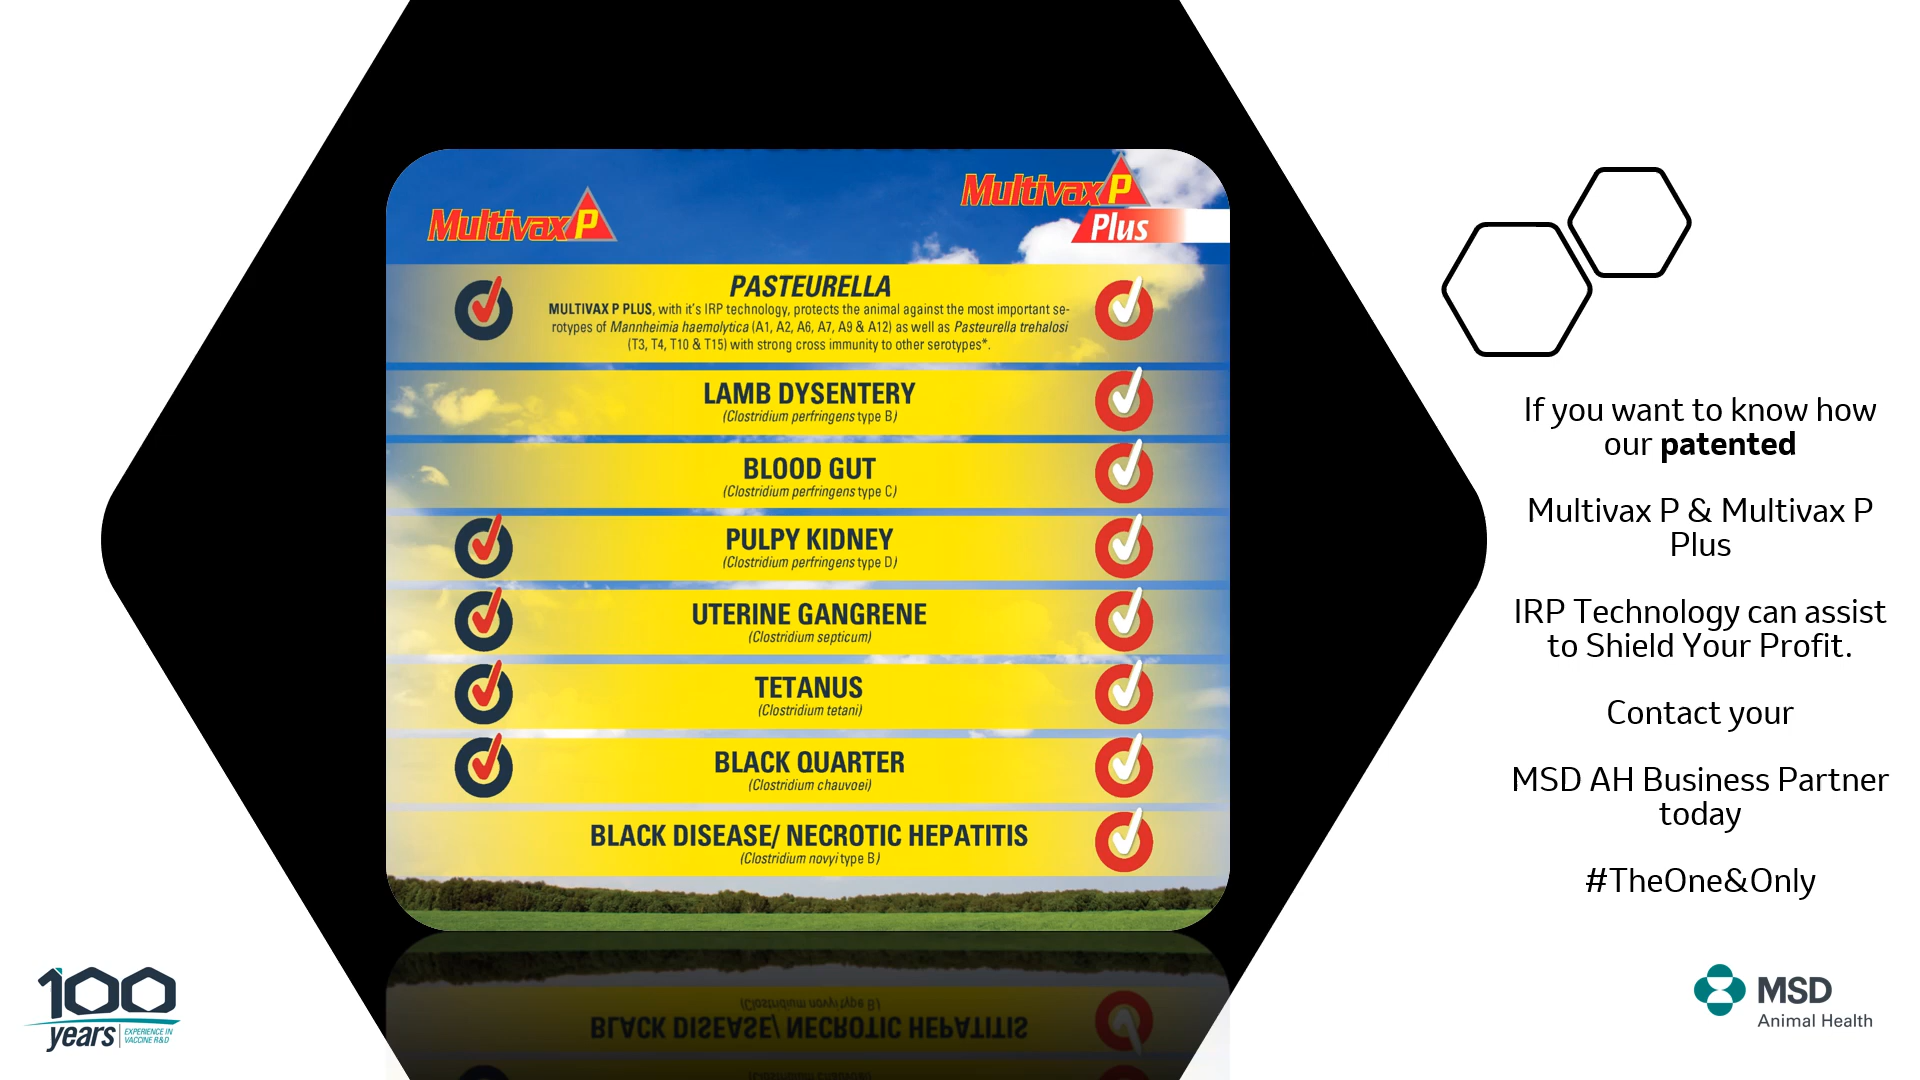 Multivax P
Multivax P
Plus
PASTEURELLA
MULTIVAX P PLUS, with it's IRP technology, protects the animal against the most important se-
rotypes of Mannheimia haemolytica (A1, A2, A6, A7, A9 & A12) as well as Pasteurella trehalosi
(T3, T4, T10 & T15) with strong cross immunity to other serotypes*.
LAMB DYSENTERY
(Clostridium perfringens type B)
BLOOD GUT
(Clostridium perfringens type C)
PULPY KIDNEY
(Clostridium perfringens type D)
UTERINE GANGRENE
(Clostridium septicum)
TETANUS
(Clostridium tetani)
BLACK QUARTER
(Clostridium chauvoei)
BLACK DISEASE/ NECROTIC HEPATITIS
(Clostridium novyi type B)
If you want to know how
our patented
Multivax P & Multivax P
Plus
IRP Technology can assist
to Shield Your Profit.
Contact your
MSD AH Business Partner
today
#TheOne&Only
100
years
EXPERIENCE IN
VACCINE R&D
MSD
Animal Health